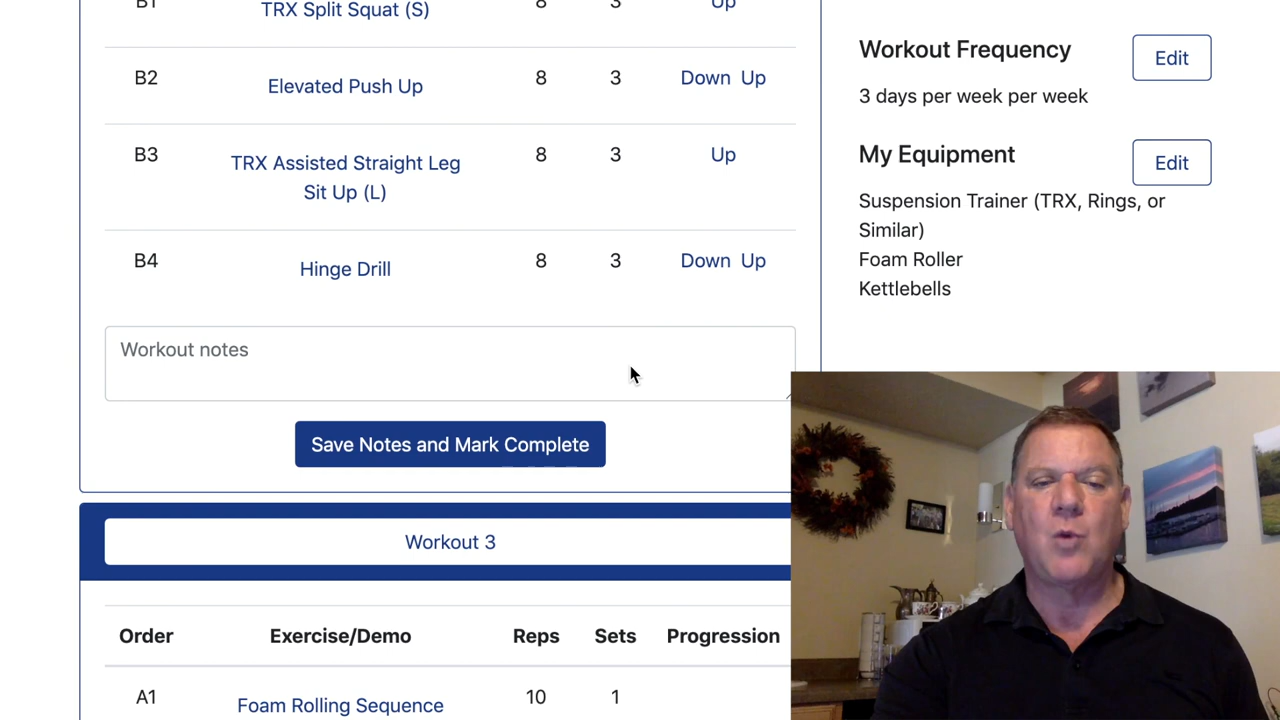 B1
TRX Split Squat (S)
8
3
Up
B2
Elevated Push Up
8
3
Down Up
B3
TRX Assisted Straight Leg
Sit Up (L)
8
3
Up
B4
Hinge Drill
8
3
Down Up
Workout notes
Save Notes and Mark Complete
Workout 3
Order
Exercise/Demo
Reps
Sets
Progression
A1
Foam Rolling Sequence
10
1
Workout Frequency
Edit
3 days per week per week
My Equipment
Edit
Suspension Trainer (TRX, Rings, or
Similar)
Foam Roller
Kettlebells